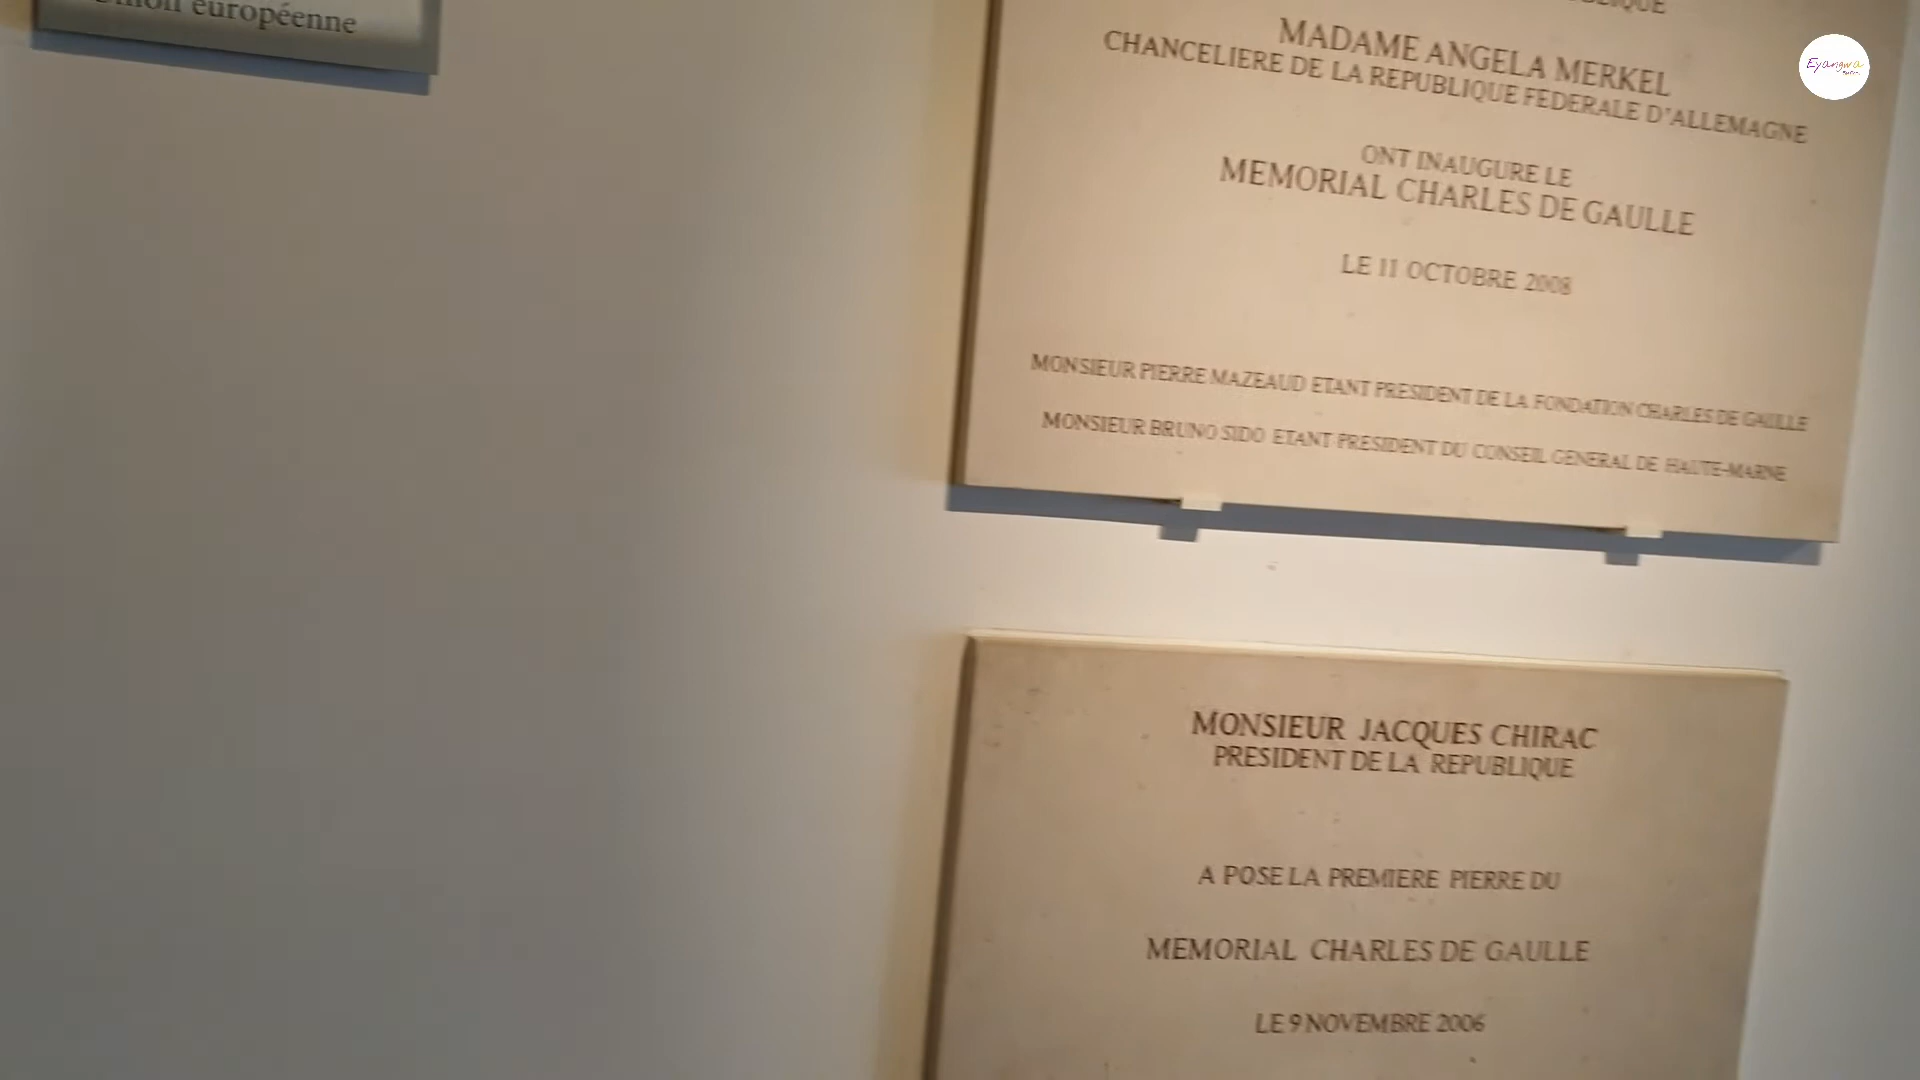 Union européenne
MADAME ANGELA MERKEL
CHANCELIERE DE LA REPUBLIQUE FEDERALE D'ALLEMAGNE
ONT INAUGURE LE
MEMORIAL CHARLES DE GAULLE
LE 11 OCTOBRE 2008
MONSIEUR PIERRE MAZEAUD ETANT PRESIDENT DE LA FONDATION CHARLES DE GAULLE
MONSIEUR BRUNO SIDO ETANT PRESIDENT DU CONSEIL GENERAL DE HAUTE-MARNE
MONSIEUR JACQUES CHIRAC
PRESIDENT DE LA REPUBLIQUE
A POSE LA PREMIERE PIERRE DU
MEMORIAL CHARLES DE GAULLE
LE 9 NOVEMBRE 2006
Eyangwa